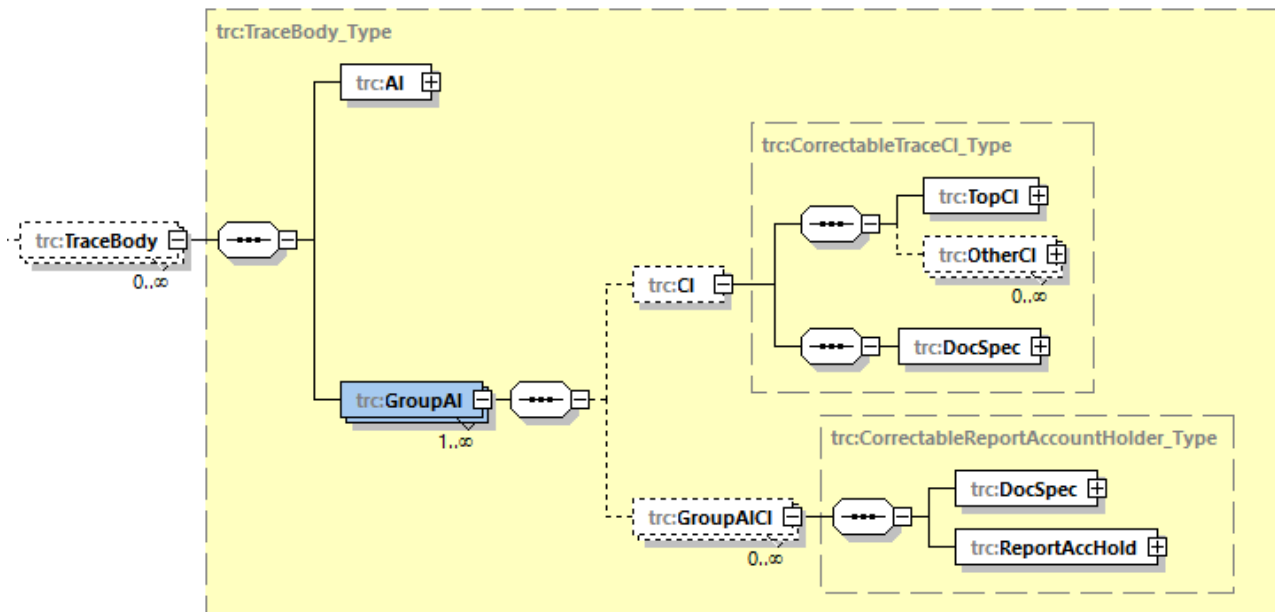 trc:TraceBody_Type
trc:AI
trc:CorrectableTraceCI_Type
trc:TopCI
trc:TraceBody
0..∞
trc:OtherCI
0..∞
trc:CI
trc:DocSpec
trc:GroupAI
1..∞
trc:CorrectableReportAccountHolder_Type
trc:DocSpec
trc:GroupAICI
0..∞
trc:ReportAccHold